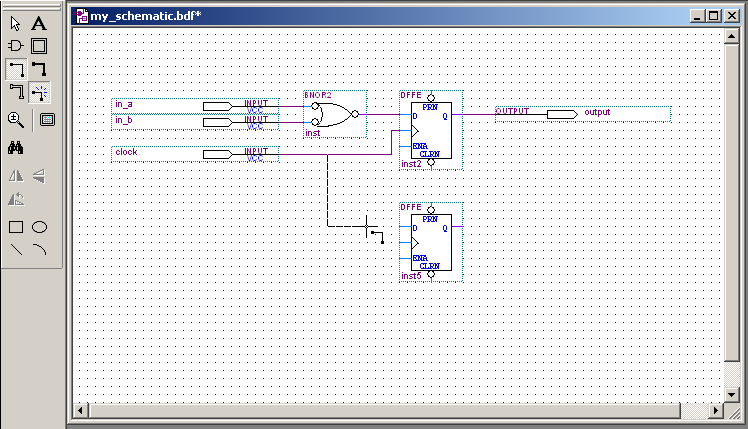 my_schematic.bdf*
A
in_a INPUT VCC
BNOR2
DFFE
in_b INPUT VCC
inst
PRN
D Q
OUTPUT output
clock INPUT VCC
ENA
CLRN
inst2
DFFE
PRN
D Q
ENA
CLRN
inst5